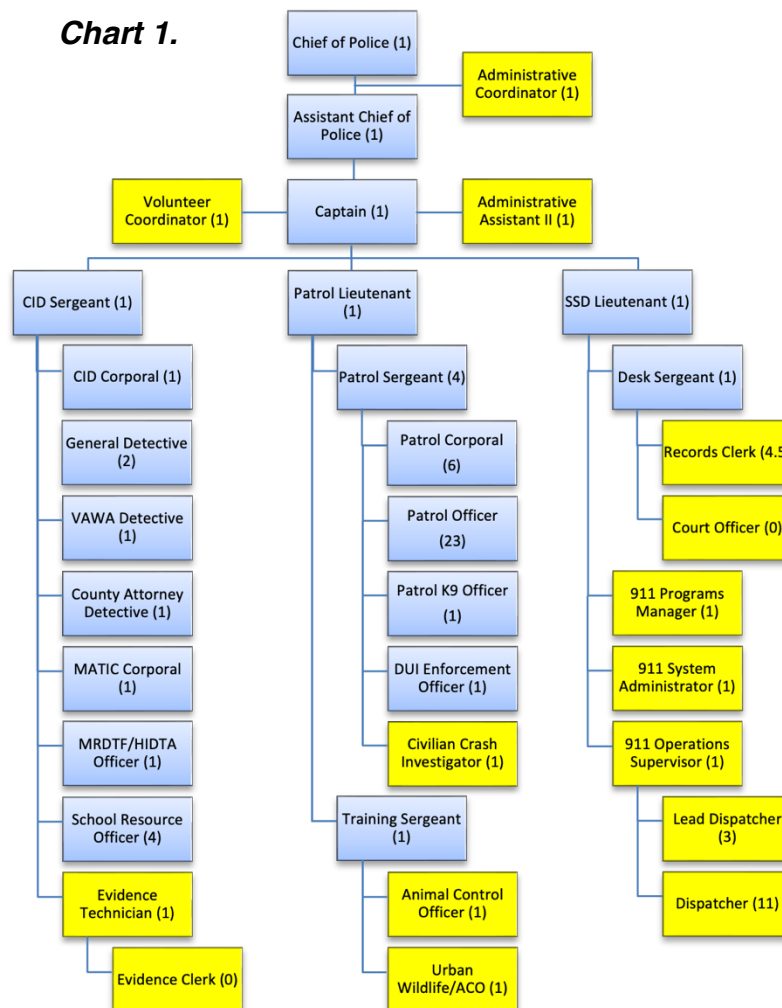 Chart 1.
Chief of Police (1)
Administrative
Coordinator (1)
Assistant Chief of
Police (1)
Volunteer
Coordinator (1)
Captain (1)
Administrative
Assistant II (1)
CID Sergeant (1)
CID Corporal (1)
General Detective
(2)
VAWA Detective
(1)
County Attorney
Detective (1)
MATIC Corporal
(1)
MRDTF/HIDTA
Officer (1)
School Resource
Officer (4)
Evidence
Technician (1)
Evidence Clerk (0)
Patrol Lieutenant
(1)
Patrol Sergeant (4)
Patrol Corporal
(6)
Patrol Officer
(23)
Patrol K9 Officer
(1)
DUI Enforcement
Officer (1)
Civilian Crash
Investigator (1)
Training Sergeant
(1)
Animal Control
Officer (1)
Urban
Wildlife/ACO (1)
SSD Lieutenant (1)
Desk Sergeant (1)
Records Clerk (4.5
Court Officer (0)
911 Programs
Manager (1)
911 System
Administrator (1)
911 Operations
Supervisor (1)
Lead Dispatcher
(3)
Dispatcher (11)